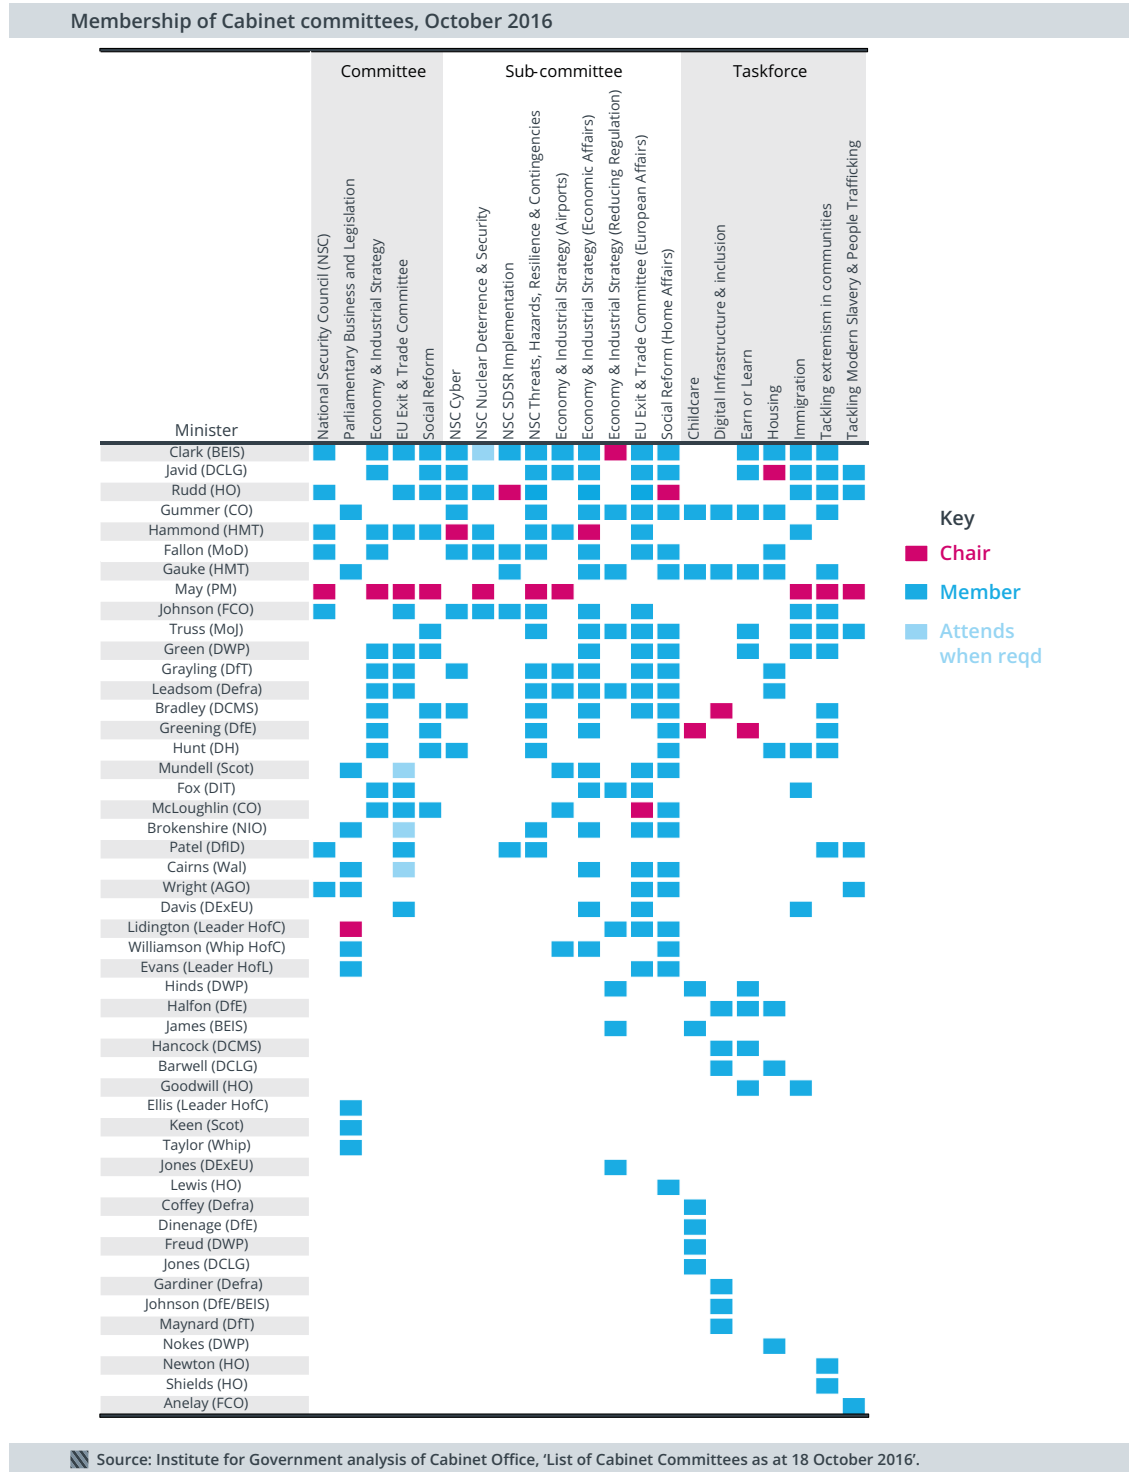 Membership of Cabinet committees, October 2016
Committee
Sub-committee
Taskforce
Minister
National Security Council (NSC)
Parliamentary Business and Legislation
Economy & Industrial Strategy
EU Exit & Trade Committee
Social Reform
NSC Cyber
NSC Nuclear Deterrence & Security
NSC SDSR Implementation
NSC Threats, Hazards, Resilience & Contingencies
Economy & Industrial Strategy (Airports)
Economy & Industrial Strategy (Economic Affairs)
Economy & Industrial Strategy (Reducing Regulation)
EU Exit & Trade Committee (European Affairs)
Social Reform (Home Affairs)
Childcare
Digital Infrastructure & inclusion
Earn or Learn
Housing
Immigration
Tackling extremism in communities
Tackling Modern Slavery & People Trafficking
Clark (BEIS)
Javid (DCLG)
Rudd (HO)
Gummer (CO)
Hammond (HMT)
Fallon (MoD)
Gauke (HMT)
May (PM)
Johnson (FCO)
Truss (MoJ)
Green (DWP)
Grayling (DfT)
Leadsom (Defra)
Bradley (DCMS)
Greening (DfE)
Hunt (DH)
Mundell (Scot)
Fox (DIT)
McLoughlin (CO)
Brokenshire (NIO)
Patel (DfID)
Cairns (Wal)
Wright (AGO)
Davis (DExEU)
Lidington (Leader HofC)
Williamson (Whip HofC)
Evans (Leader HofL)
Hinds (DWP)
Halfon (DfE)
James (BEIS)
Hancock (DCMS)
Barwell (DCLG)
Goodwill (HO)
Ellis (Leader HofC)
Keen (Scot)
Taylor (Whip)
Jones (DExEU)
Lewis (HO)
Coffey (Defra)
Dinenage (DfE)
Freud (DWP)
Jones (DCLG)
Gardiner (Defra)
Johnson (DfE/BEIS)
Maynard (DfT)
Nokes (DWP)
Newton (HO)
Shields (HO)
Anelay (FCO)
Key
Chair
Member
Attends
when reqd
Source: Institute for Government analysis of Cabinet Office, ‘List of Cabinet Committees as at 18 October 2016’.